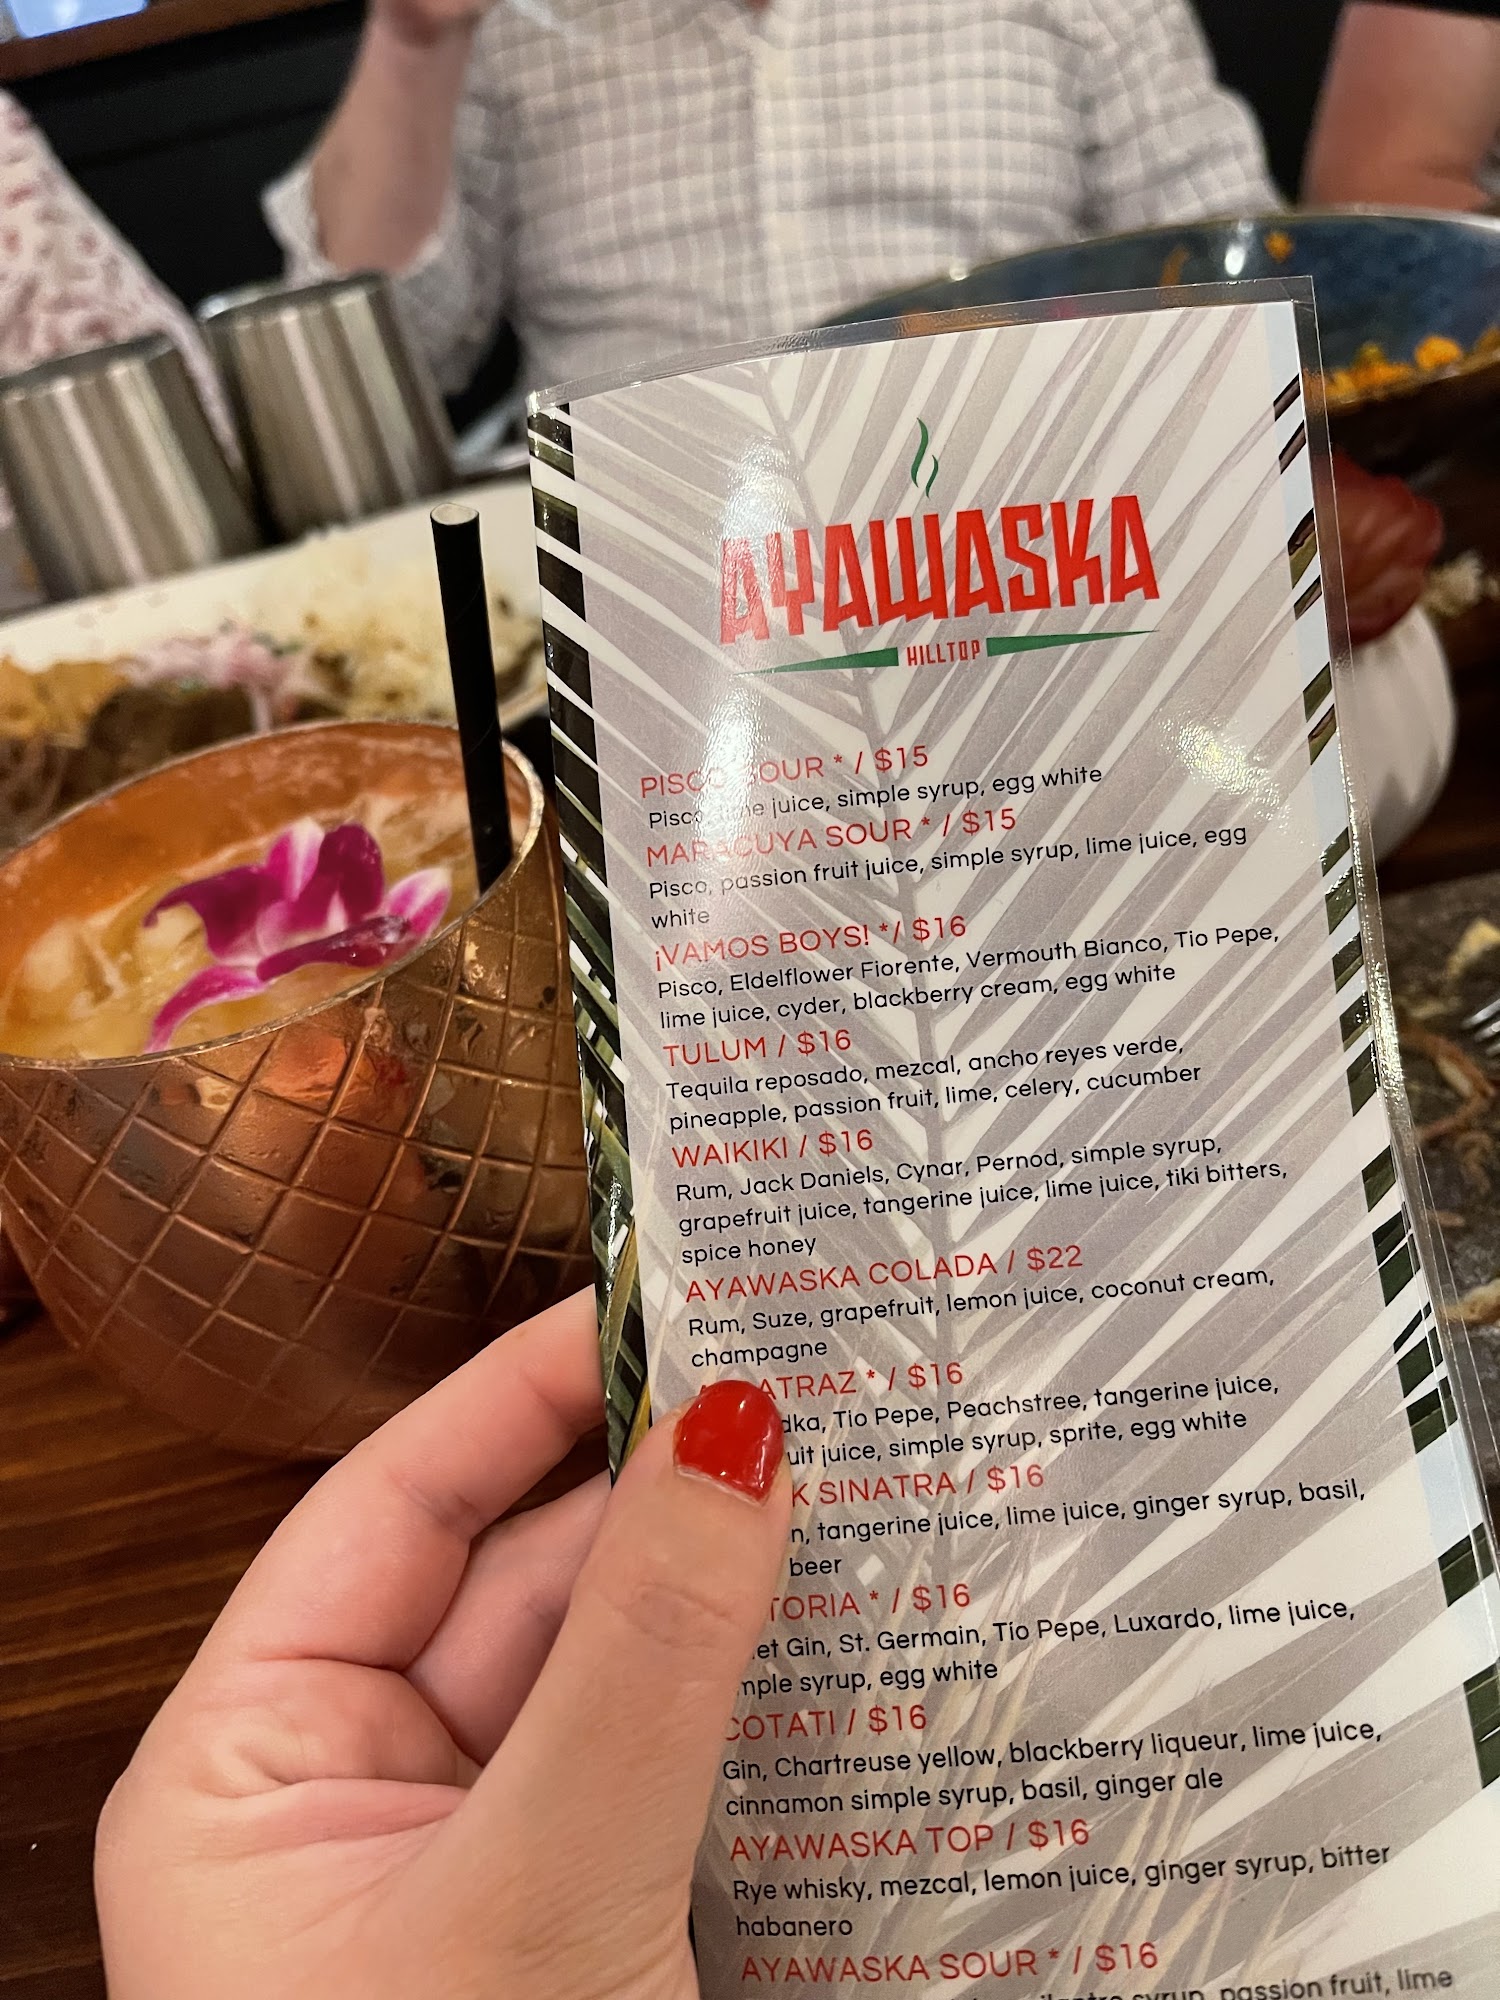 AYAWASKA
HILLTOP
PISCO SOUR * / $15
Pisco, lime juice, simple syrup, egg white
MARACUYA SOUR * / $15
Pisco, passion fruit juice, simple syrup, lime juice, egg
white
¡VAMOS BOYS! */ $16
Pisco, Eldelflower Fiorente, Vermouth Bianco, Tio Pepe,
lime juice, cyder, blackberry cream, egg white
TULUM / $16
Tequila reposado, mezcal, ancho reyes verde,
pineapple, passion fruit, lime, celery, cucumber
WAIKIKI / $16
Rum, Jack Daniels, Cynar, Pernod, simple syrup,
grapefruit juice, tangerine juice, lime juice, tiki bitters,
spice honey
AYAWASKA COLADA / $22
Rum, Suze, grapefruit, lemon juice, coconut cream,
champagne
* / $16
Tio Pepe, Peachstree, tangerine juice,
juice, simple syrup, sprite, egg white
SINATRA / $16
tangerine juice, lime juice, ginger syrup, basil,
beer
* / $16
Gin, St. Germain, Tío Pepe, Luxardo, lime juice,
syrup, egg white
COTATI / $16
Gin, Chartreuse yellow, blackberry liqueur, lime juice,
cinnamon simple syrup, basil, ginger ale
AYAWASKA TOP / $16
Rye whisky, mezcal, lemon juice, ginger syrup, bitter
habanero
AYAWASKA SOUR * / $16
syrup, passion fruit, lime